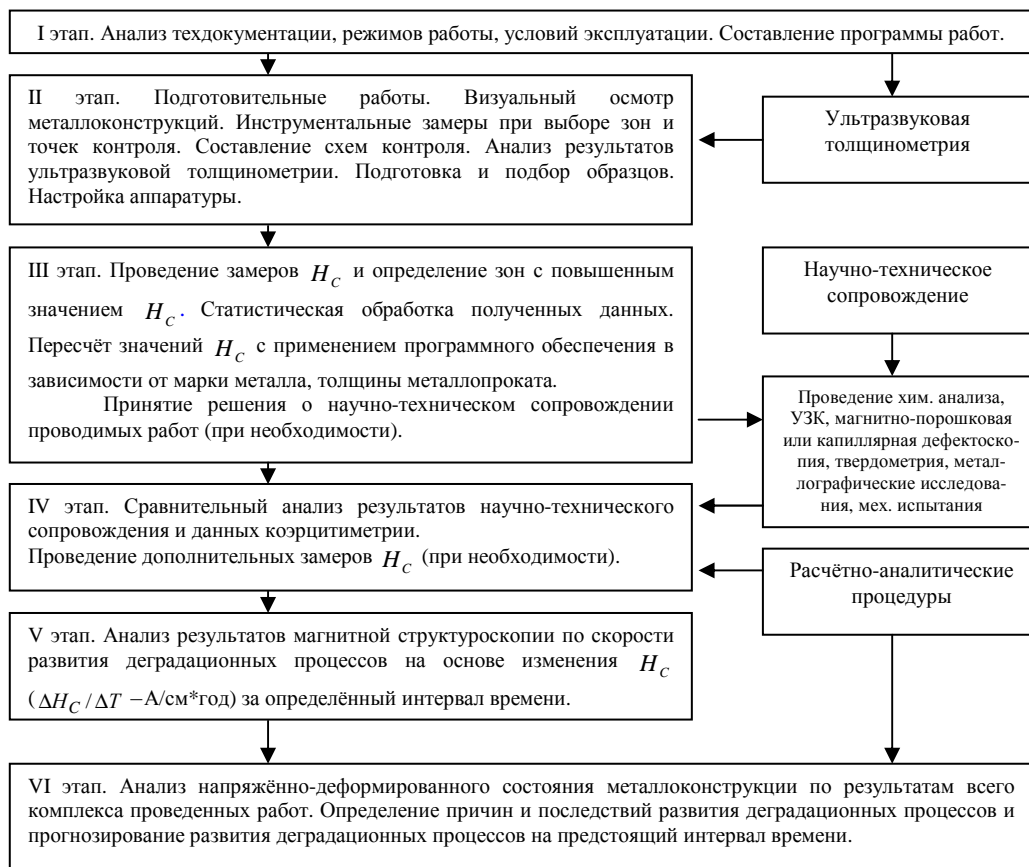 I этап. Анализ техдокументации, режимов работы, условий эксплуатации. Составление программы работ.
II этап. Подготовительные работы. Визуальный осмотр
металлоконструкций. Инструментальные замеры при выборе зон и
точек контроля. Составление схем контроля. Анализ результатов
ультразвуковой толщинометрии. Подготовка и подбор образцов.
Настройка аппаратуры.
Ультразвуковая
толщинометрия
III этап. Проведение замеров H_C и определение зон с повышенным
значением H_C. Статистическая обработка полученных данных.
Пересчёт значений H_C с применением программного обеспечения в
зависимости от марки металла, толщины металлопроката.
Принятие решения о научно-техническом сопровождении
проводимых работ (при необходимости).
Научно-техническое
сопровождение
Проведение хим. анализа,
УЗК, магнитно-порошковая
или капиллярная дефектоско-
пия, твердометрия, метал-
лографические исследова-
ния, мех. испытания
IV этап. Сравнительный анализ результатов научно-технического
сопровождения и данных коэрцитиметрии.
Проведение дополнительных замеров H_C (при необходимости).
Расчётно-аналитические
процедуры
V этап. Анализ результатов магнитной структуроскопии по скорости
развития деградационных процессов на основе изменения H_C
(ΔH_C / ΔT –А/см*год) за определённый интервал времени.
VI этап. Анализ напряжённо-деформированного состояния металлоконструкции по результатам всего
комплекса проведенных работ. Определение причин и последствий развития деградационных процессов и
прогнозирование развития деградационных процессов на предстоящий интервал времени.